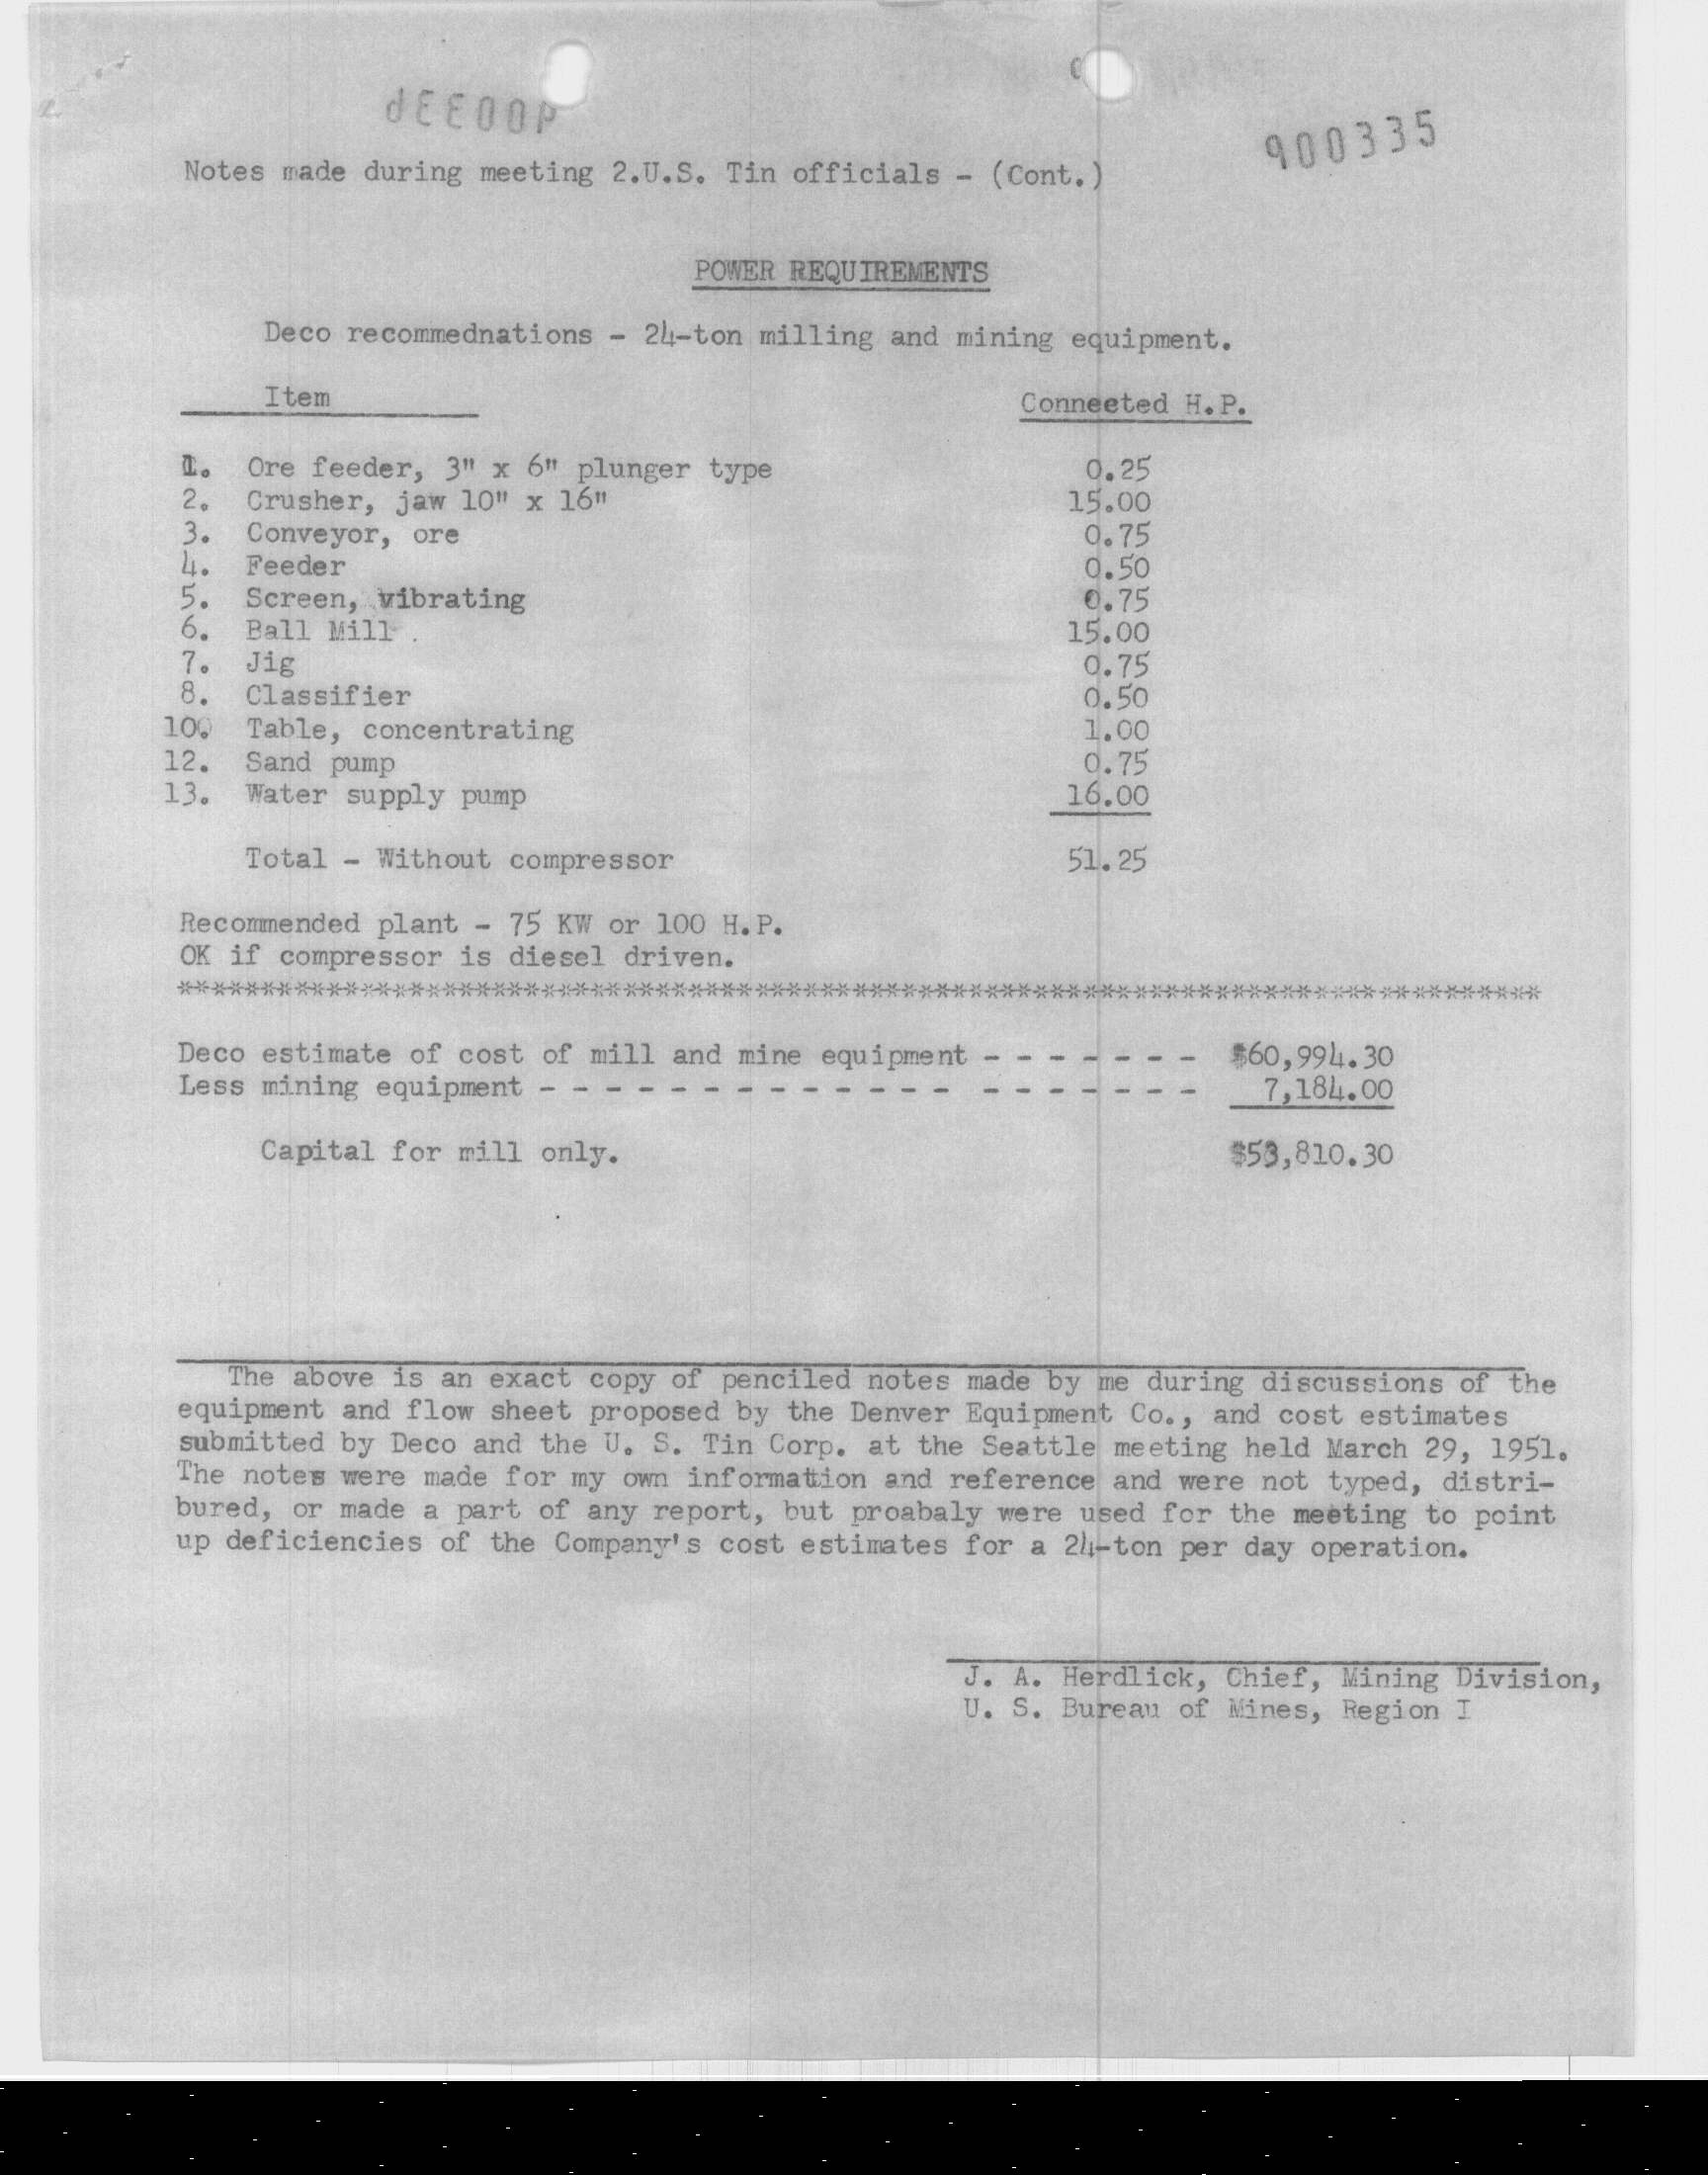 900335
Notes made during meeting 2.U.S. Tin officials - (Cont.)
POWER REQUIREMENTS
Deco recommednations - 24-ton milling and mining equipment.
Item Connected H.P.
1. Ore feeder, 3" x 6" plunger type 0.25
2. Crusher, jaw 10" x 16" 15.00
3. Conveyor, ore 0.75
4. Feeder 0.50
5. Screen, vibrating 0.75
6. Ball Mill . 15.00
7. Jig 0.75
8. Classifier 0.50
10. Table, concentrating 1.00
12. Sand pump 0.75
13. Water supply pump 16.00
Total - Without compressor 51.25
Recommended plant - 75 KW or 100 H.P.
OK if compressor is diesel driven.
***********************************************************************************
Deco estimate of cost of mill and mine equipment - - - - - - - $60,994.30
Less mining equipment - - - - - - - - - - - - - - - - - - - - 7,184.00
Capital for mill only. $53,810.30
The above is an exact copy of penciled notes made by me during discussions of the
equipment and flow sheet proposed by the Denver Equipment Co., and cost estimates
submitted by Deco and the U. S. Tin Corp. at the Seattle meeting held March 29, 1951.
The notes were made for my own information and reference and were not typed, distri-
bured, or made a part of any report, but proabaly were used for the meeting to point
up deficiencies of the Company's cost estimates for a 24-ton per day operation.
J. A. Herdlick, Chief, Mining Division,
U. S. Bureau of Mines, Region I